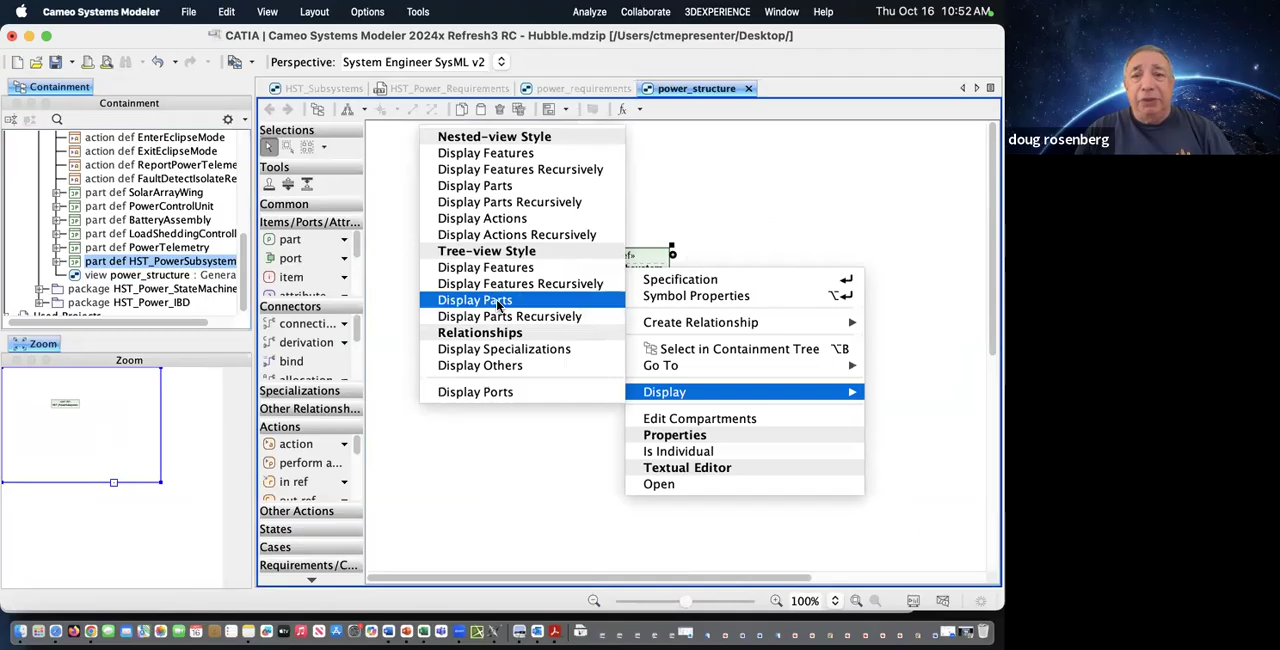 Cameo Systems Modeler File Edit View Layout Options Tools Analyze Collaborate 3DEXPERIENCE Window Help Thu Oct 16 10:52 AM
CATIA | Cameo Systems Modeler 2024x Refresh3 RC - Hubble.mdzip [/Users/ctmepresenter/Desktop/]
Perspective: System Engineer SysML v2
Containment
HST_Subsystems
HST_Power_Requirements
power_requirements
power_structure
Containment
action def EnterEclipseMode
action def ExitEclipseMode
action def ReportPowerTeleme
action def FaultDetectIsolateRe
part def SolarArrayWing
part def PowerControlUnit
part def BatteryAssembly
part def LoadSheddingControll
part def PowerTelemetry
part def HST_PowerSubsystem
view power_structure : Genera
package HST_Power_StateMachine
package HST_Power_IBD
Zoom
Zoom
Selections
Tools
Common
Items/Ports/Attr...
part
port
item
Connectors
connecti...
derivation
bind
Specializations
Other Relationsh...
Actions
action
perform a...
in ref
Other Actions
States
Cases
Requirements/C...
Nested-view Style
Display Features
Display Features Recursively
Display Parts
Display Parts Recursively
Display Actions
Display Actions Recursively
Tree-view Style
Display Features
Display Features Recursively
Display Parts
Display Parts Recursively
Relationships
Display Specializations
Display Others
Display Ports
Specification
Symbol Properties
Create Relationship
Select in Containment Tree ⌥B
Go To
Display
Edit Compartments
Properties
Is Individual
Textual Editor
Open
100%
doug rosenberg